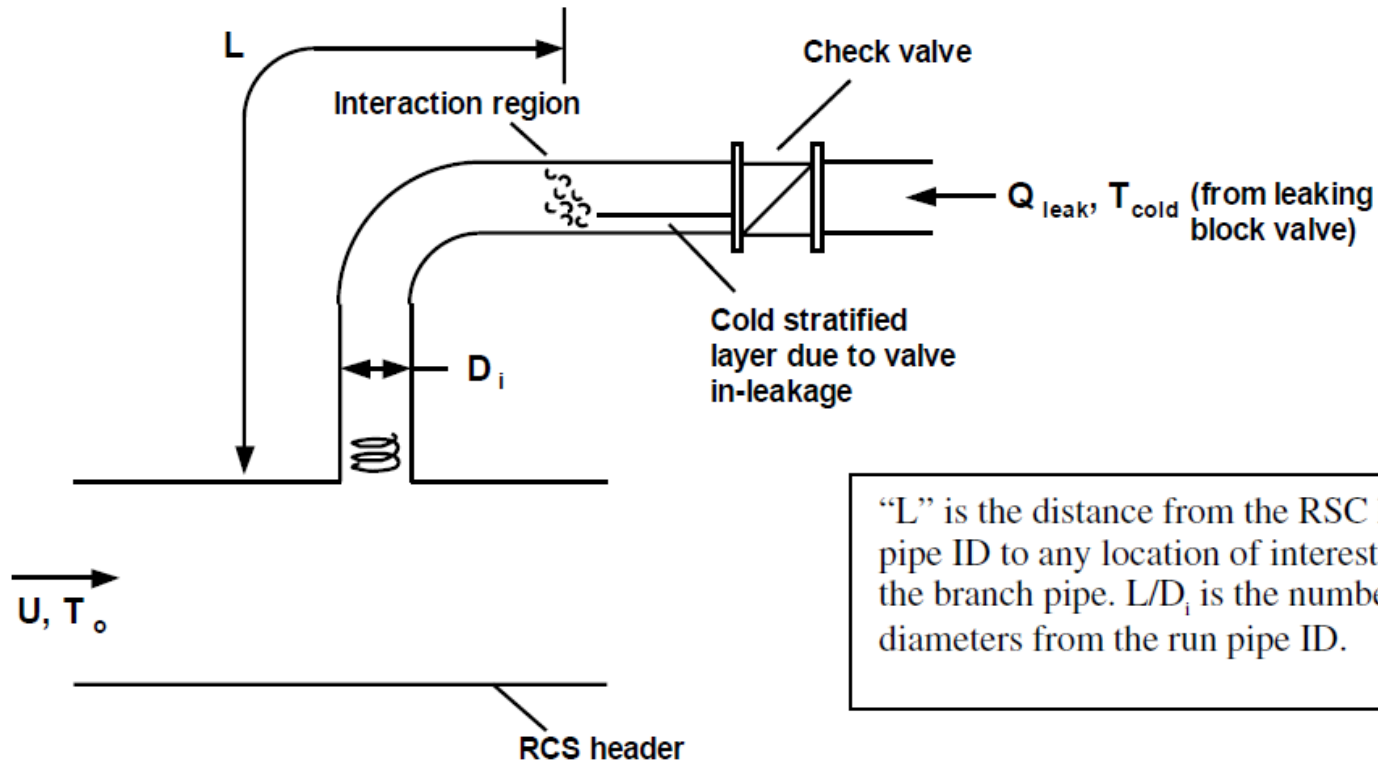 L
Check valve
Interaction region
Q leak, T cold (from leaking
block valve)
Cold stratified
layer due to valve
in-leakage
D i
“L” is the distance from the RSC
pipe ID to any location of interest
the branch pipe. L/Di is the numbe
diameters from the run pipe ID.
U, T o
RCS header